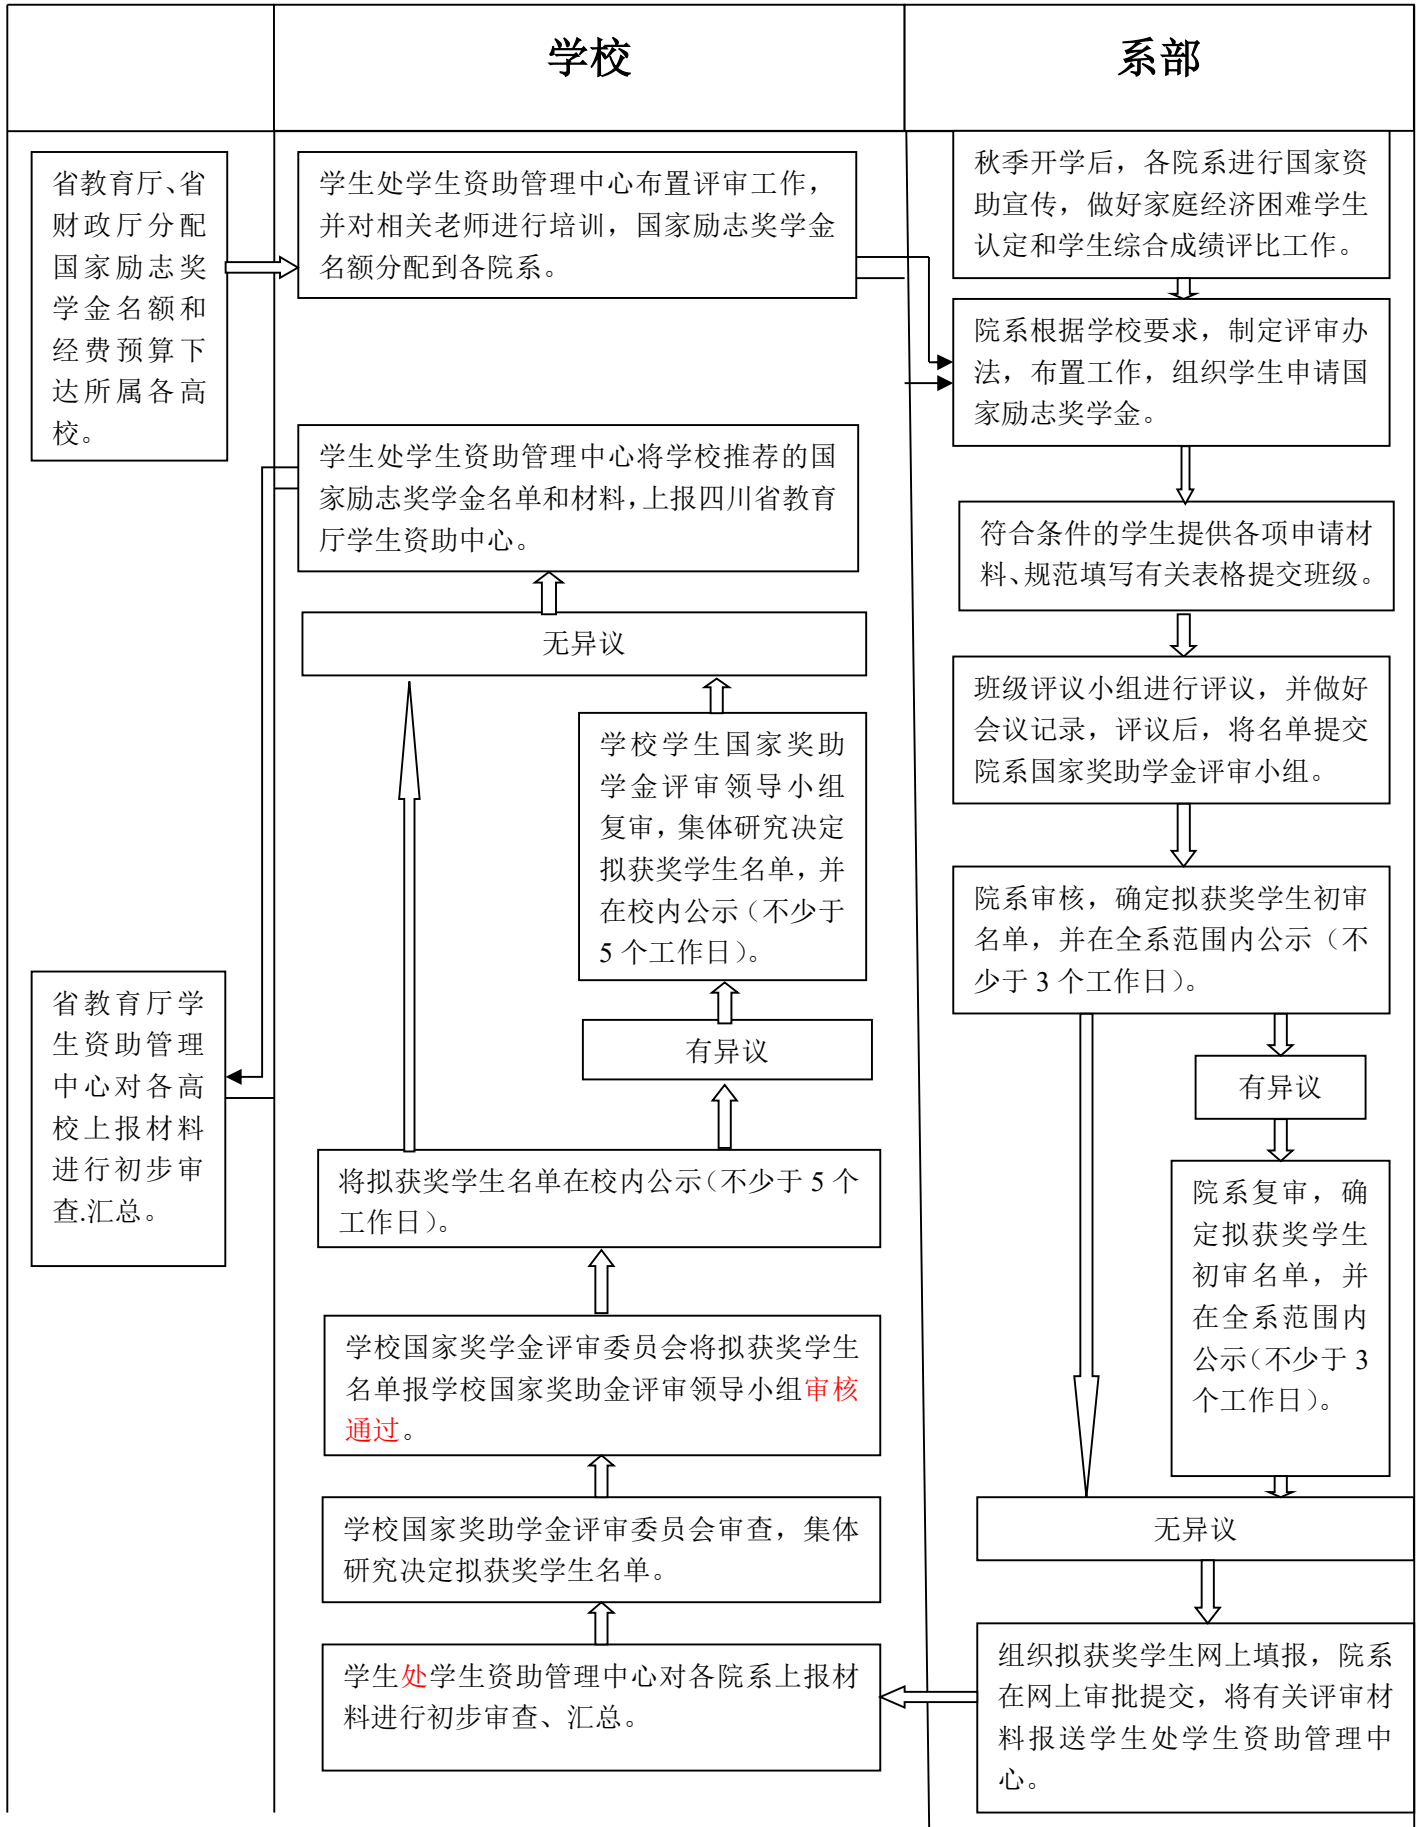 学校
系部
省教育厅、省
财政厅分配
国家励志奖
学金名额和
经费预算下
达所属各高
校。
学生处学生资助管理中心布置评审工作，
并对相关老师进行培训，国家励志奖学金
名额分配到各院系。
秋季开学后，各院系进行国家资
助宣传，做好家庭经济困难学生
认定和学生综合成绩评比工作。
院系根据学校要求，制定评审办
法，布置工作，组织学生申请国
家励志奖学金。
学生处学生资助管理中心将学校推荐的国
家励志奖学金名单和材料，上报四川省教育
厅学生资助中心。
符合条件的学生提供各项申请材
料、规范填写有关表格提交班级。
无异议
班级评议小组进行评议，并做好
会议记录，评议后，将名单提交
院系国家奖助学金评审小组。
学校学生国家奖助
学金评审领导小组
复审，集体研究决定
拟获奖学生名单，并
在校内公示（不少于
5 个工作日）。
院系审核，确定拟获奖学生初审
名单，并在全系范围内公示（不
少于 3 个工作日）。
省教育厅学
生资助管理
中心对各高
校上报材料
进行初步审
查.汇总。
有异议
有异议
将拟获奖学生名单在校内公示（不少于 5 个
工作日）。
院系复审，确
定拟获奖学生
初审名单，并
在全系范围内
公示（不少于 3
个工作日）。
学校国家奖学金评审委员会将拟获奖学生
名单报学校国家奖助金评审领导小组审核
通过。
学校国家奖助学金评审委员会审查，集体
研究决定拟获奖学生名单。
无异议
学生处学生资助管理中心对各院系上报材
料进行初步审查、汇总。
组织拟获奖学生网上填报，院系
在网上审批提交，将有关评审材
料报送学生处学生资助管理中
心。